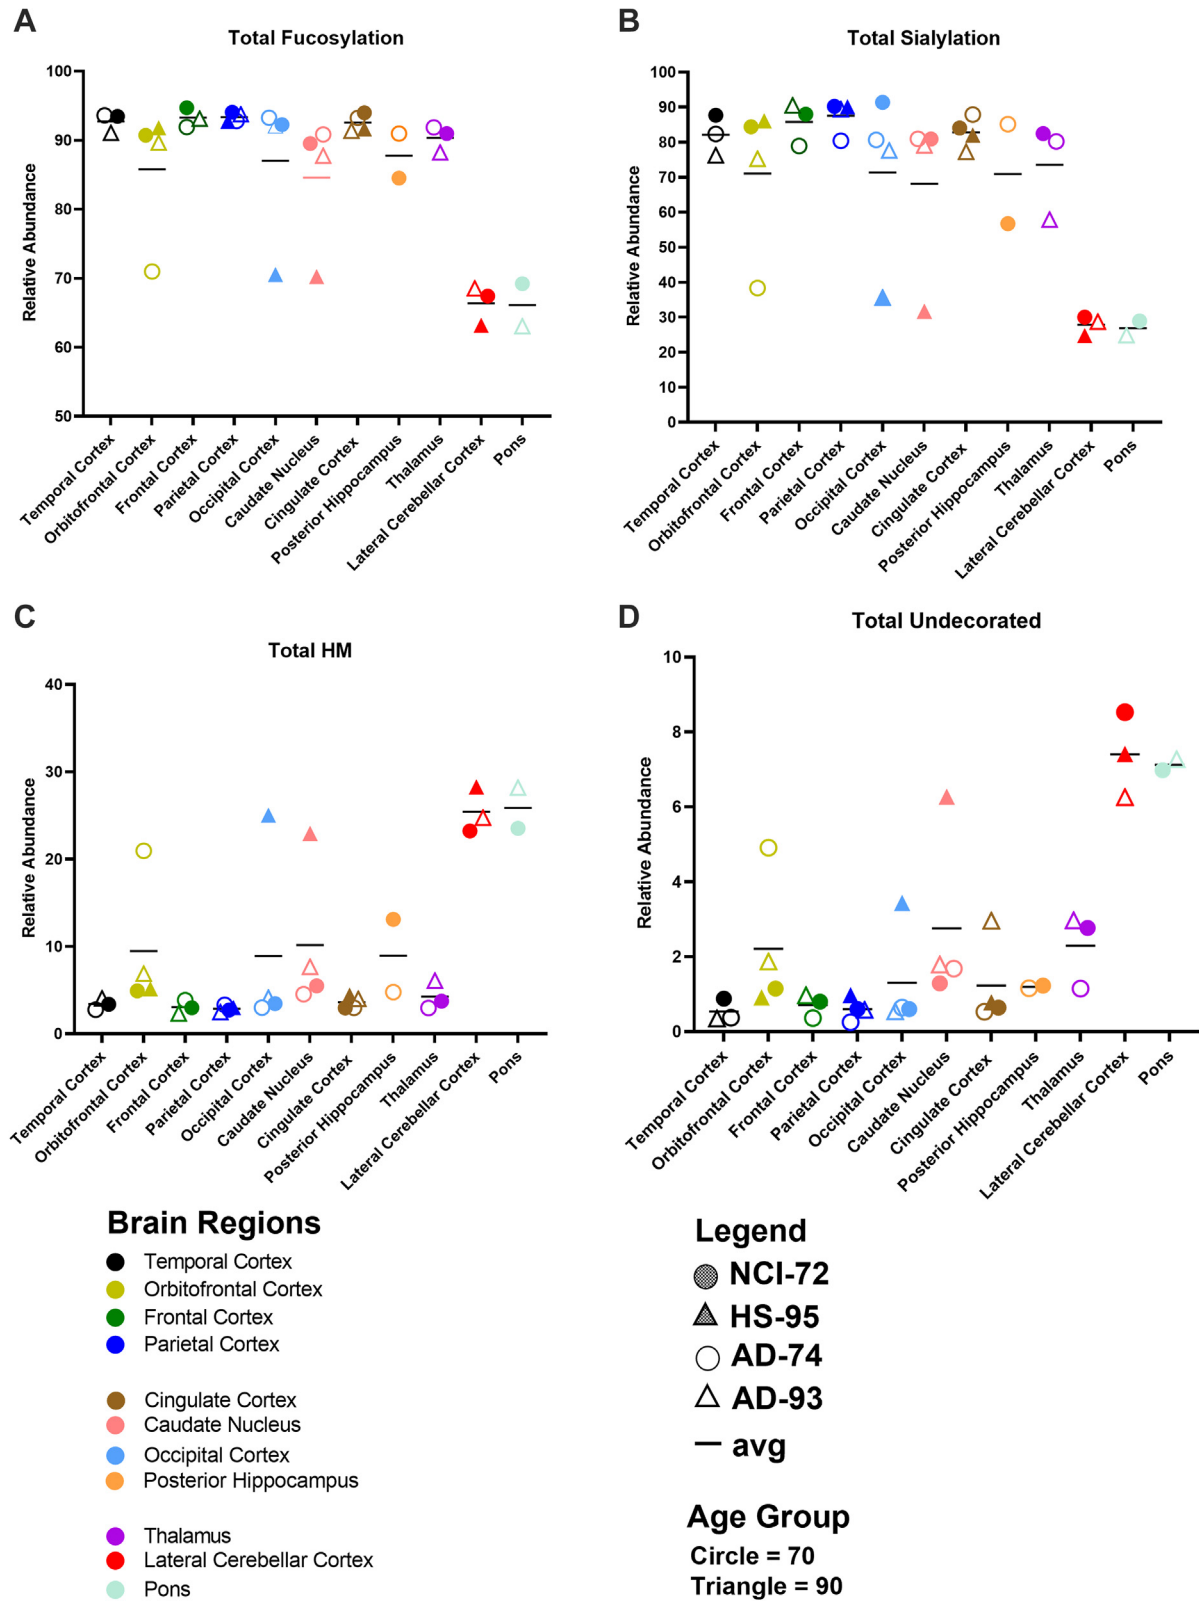 A
Total Fucosylation
Relative Abundance
100
90
80
70
60
50
Temporal Cortex
Orbitofrontal Cortex
Frontal Cortex
Parietal Cortex
Occipital Cortex
Caudate Nucleus
Cingulate Cortex
Posterior Hippocampus
Thalamus
Lateral Cerebellar Cortex
Pons
B
Total Sialylation
Relative Abundance
100
90
80
70
60
50
40
30
20
10
0
Temporal Cortex
Orbitofrontal Cortex
Frontal Cortex
Parietal Cortex
Occipital Cortex
Caudate Nucleus
Cingulate Cortex
Posterior Hippocampus
Thalamus
Lateral Cerebellar Cortex
Pons
C
Total HM
Relative Abundance
40
30
20
10
0
Temporal Cortex
Orbitofrontal Cortex
Frontal Cortex
Parietal Cortex
Occipital Cortex
Caudate Nucleus
Cingulate Cortex
Posterior Hippocampus
Thalamus
Lateral Cerebellar Cortex
Pons
D
Total Undecorated
Relative Abundance
10
8
6
4
2
0
Temporal Cortex
Orbitofrontal Cortex
Frontal Cortex
Parietal Cortex
Occipital Cortex
Caudate Nucleus
Cingulate Cortex
Posterior Hippocampus
Thalamus
Lateral Cerebellar Cortex
Pons
Brain Regions
Temporal Cortex
Orbitofrontal Cortex
Frontal Cortex
Parietal Cortex
Cingulate Cortex
Caudate Nucleus
Occipital Cortex
Posterior Hippocampus
Thalamus
Lateral Cerebellar Cortex
Pons
Legend
NCI-72
HS-95
AD-74
AD-93
avg
Age Group
Circle = 70
Triangle = 90